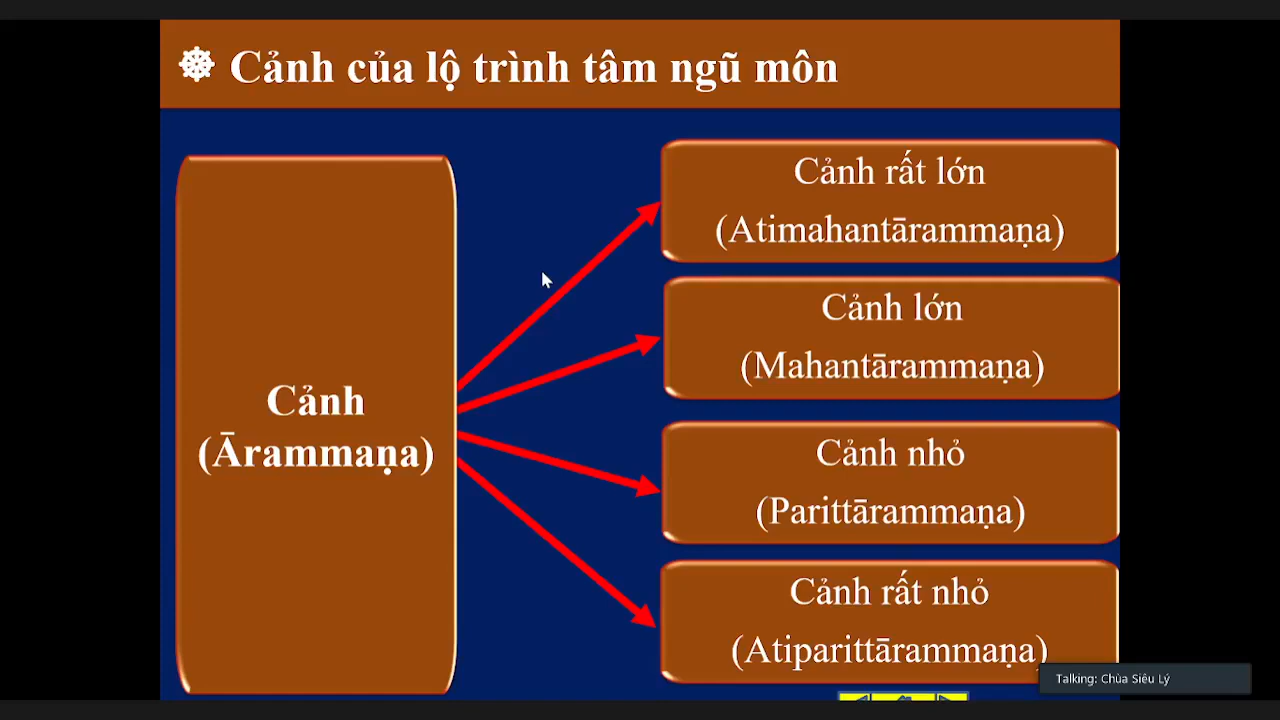 Cảnh của lộ trình tâm ngũ môn
Cảnh
(Ārammaṇa)
Cảnh rất lớn
(Atimahantārammaṇa)
Cảnh lớn
(Mahantārammaṇa)
Cảnh nhỏ
(Parittārammaṇa)
Cảnh rất nhỏ
(Atiparittārammaṇa)
Talking: Chùa Siêu Lý